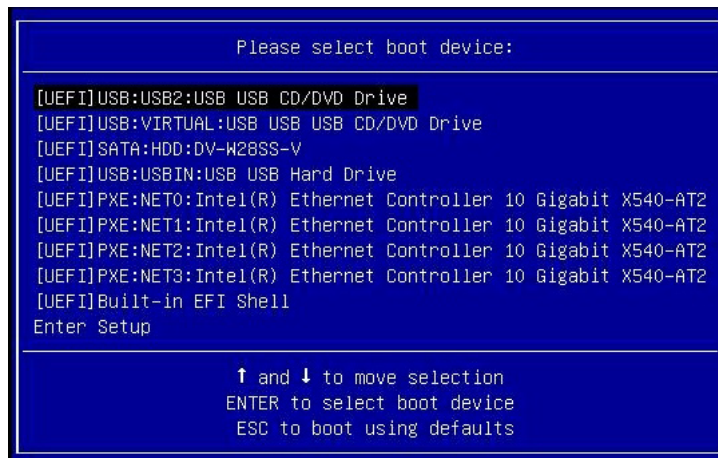 Please select boot device:
[UEFI]USB:USB2:USB USB CD/DVD Drive
[UEFI]USB:VIRTUAL:USB USB USB CD/DVD Drive
[UEFI]SATA:HDD:DV-W28SS-V
[UEFI]USB:USBIN:USB USB Hard Drive
[UEFI]PXE:NET0:Intel(R) Ethernet Controller 10 Gigabit X540-AT2
[UEFI]PXE:NET1:Intel(R) Ethernet Controller 10 Gigabit X540-AT2
[UEFI]PXE:NET2:Intel(R) Ethernet Controller 10 Gigabit X540-AT2
[UEFI]PXE:NET3:Intel(R) Ethernet Controller 10 Gigabit X540-AT2
[UEFI]Built-in EFI Shell
Enter Setup
↑ and ↓ to move selection
ENTER to select boot device
ESC to boot using defaults